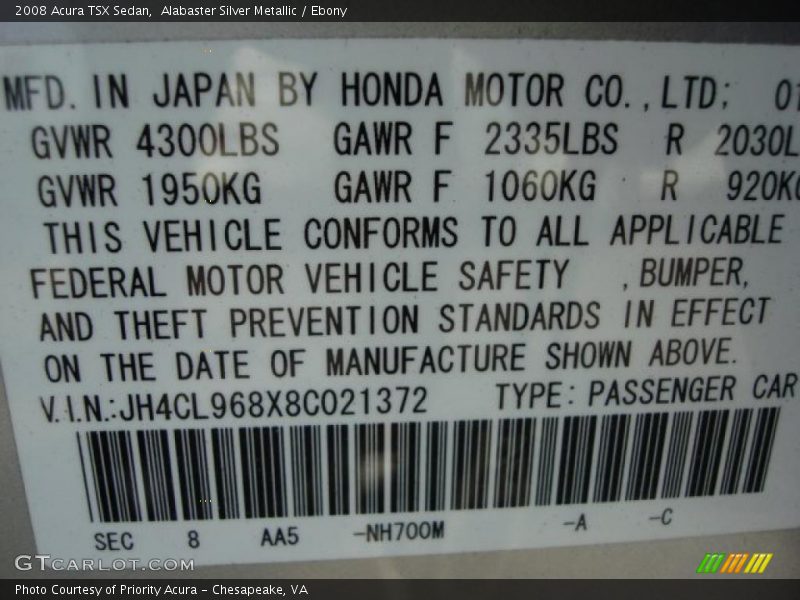 2008 Acura TSX Sedan,  Alabaster Silver Metallic / Ebony
MFD. IN JAPAN BY HONDA MOTOR CO.,LTD; 01
GVWR 4300LBS GAWR F 2335LBS R 2030L
GVWR 1950KG GAWR F 1060KG R 920KG
THIS VEHICLE CONFORMS TO ALL APPLICABLE
FEDERAL MOTOR VEHICLE SAFETY ,BUMPER,
AND THEFT PREVENTION STANDARDS IN EFFECT
ON THE DATE OF MANUFACTURE SHOWN ABOVE.
V.I.N.:JH4CL968X8C021372 TYPE:PASSENGER CAR
SEC 8 AA5 -NH700M -A -C
GTCARLOT.COM
Photo Courtesy of Priority Acura - Chesapeake, VA